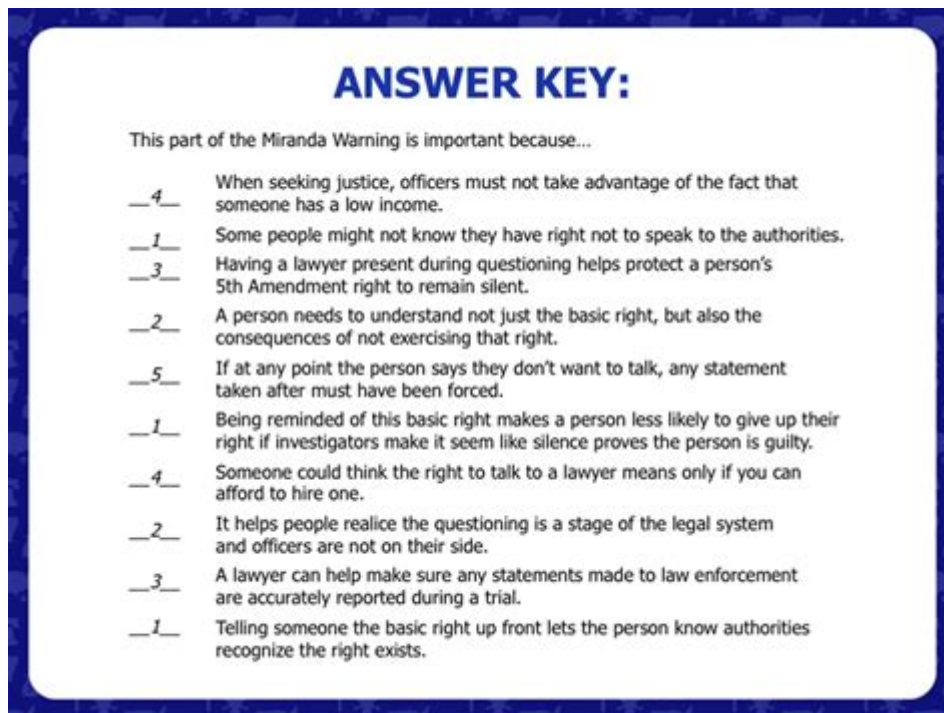 ANSWER KEY:
This part of the Miranda Warning is important because...
__4__ When seeking justice, officers must not take advantage of the fact that
someone has a low income.
__1__ Some people might not know they have right not to speak to the authorities.
__3__ Having a lawyer present during questioning helps protect a person's
5th Amendment right to remain silent.
__2__ A person needs to understand not just the basic right, but also the
consequences of not exercising that right.
__5__ If at any point the person says they don't want to talk, any statement
taken after must have been forced.
__1__ Being reminded of this basic right makes a person less likely to give up their
right if investigators make it seem like silence proves the person is guilty.
__4__ Someone could think the right to talk to a lawyer means only if you can
afford to hire one.
__2__ It helps people realice the questioning is a stage of the legal system
and officers are not on their side.
__3__ A lawyer can help make sure any statements made to law enforcement
are accurately reported during a trial.
__1__ Telling someone the basic right up front lets the person know authorities
recognize the right exists.